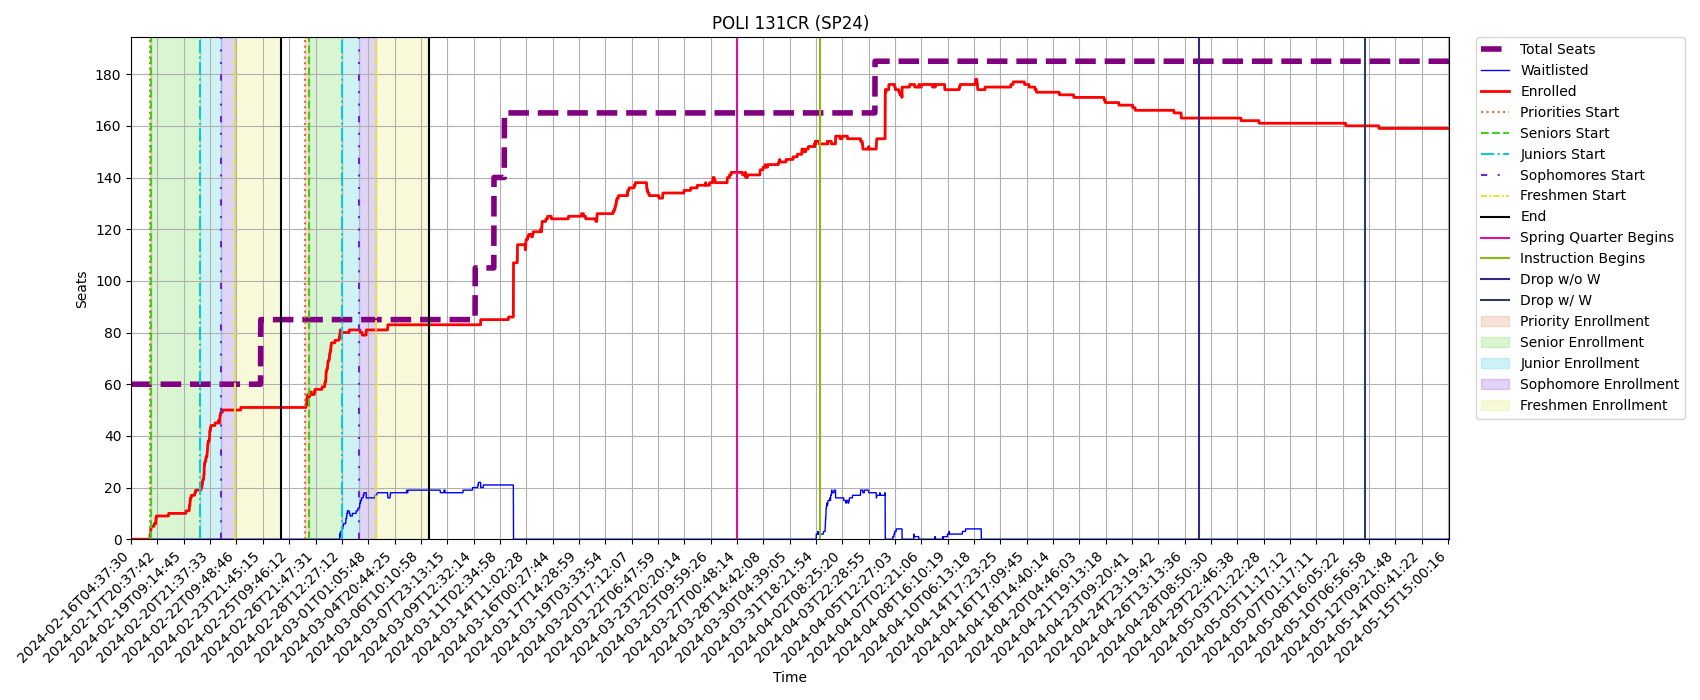 POLI 131CR (SP24)
Seats
180
160
140
120
100
80
60
40
20
0
2024-02-16T04:37:30
2024-02-17T20:37:42
2024-02-19T09:14:45
2024-02-20T21:37:33
2024-02-22T09:48:46
2024-02-23T21:45:15
2024-02-25T09:46:12
2024-02-26T21:47:31
2024-02-28T12:27:12
2024-03-01T01:05:48
2024-03-04T20:44:25
2024-03-06T10:10:58
2024-03-07T23:13:15
2024-03-09T12:32:14
2024-03-11T02:34:58
2024-03-14T11:02:28
2024-03-16T00:27:44
2024-03-17T14:28:59
2024-03-19T03:33:54
2024-03-20T17:12:07
2024-03-22T06:47:59
2024-03-23T20:20:14
2024-03-25T09:59:26
2024-03-27T00:48:14
2024-03-28T14:42:08
2024-03-30T04:39:05
2024-03-31T18:21:54
2024-04-02T08:25:20
2024-04-03T22:28:55
2024-04-05T12:27:03
2024-04-07T02:21:06
2024-04-08T16:10:19
2024-04-10T06:13:18
2024-04-14T17:23:25
2024-04-16T17:09:45
2024-04-18T14:40:14
2024-04-20T04:46:03
2024-04-21T19:13:18
2024-04-23T09:20:41
2024-04-24T23:19:42
2024-04-26T13:13:36
2024-04-28T08:50:30
2024-04-29T22:46:38
2024-05-03T21:22:28
2024-05-05T11:17:12
2024-05-07T01:17:11
2024-05-08T16:05:22
2024-05-10T06:56:58
2024-05-12T09:21:48
2024-05-14T00:41:22
2024-05-15T15:00:16
Time
Total Seats
Waitlisted
Enrolled
Priorities Start
Seniors Start
Juniors Start
Sophomores Start
Freshmen Start
End
Spring Quarter Begins
Instruction Begins
Drop w/o W
Drop w/ W
Priority Enrollment
Senior Enrollment
Junior Enrollment
Sophomore Enrollment
Freshmen Enrollment